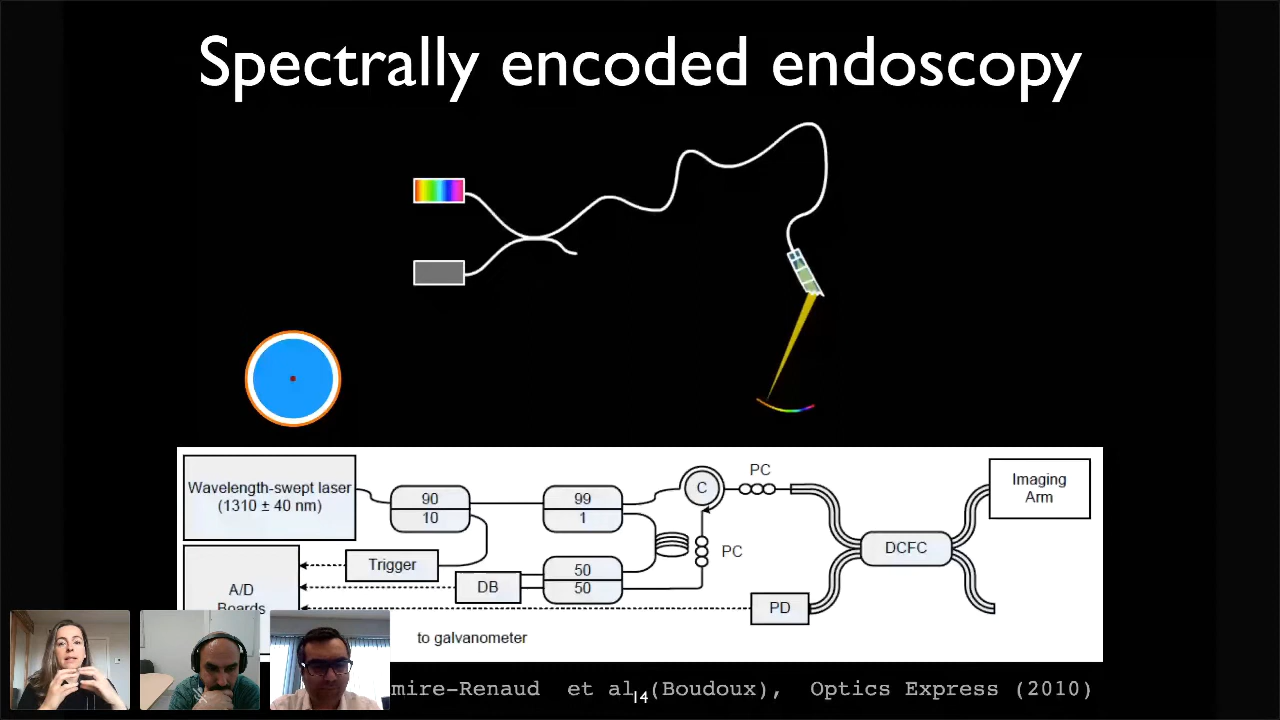 Spectrally encoded endoscopy
Wavelength-swept laser
(1310 ± 40 nm)
90
10
99
1
C
PC
Imaging
Arm
DCFC
Trigger
PC
A/D
Boards
DB
50
50
PD
to galvanometer
mire-Renaud et al, (Boudoux), Optics Express (2010)
14